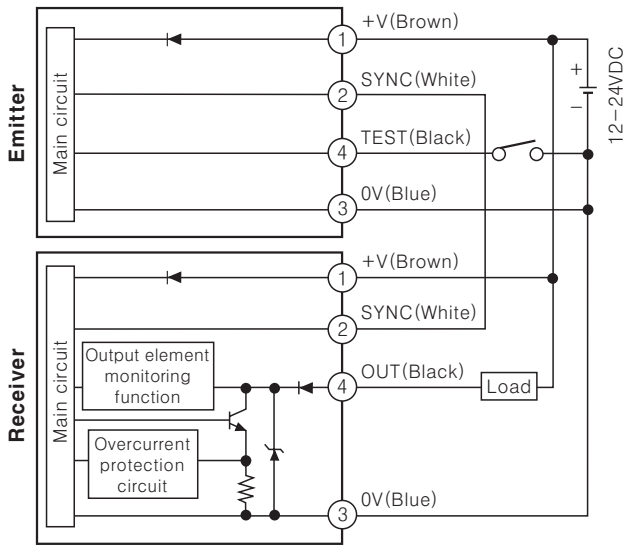 Emitter
Main circuit
1
+V(Brown)
2
SYNC(White)
4
TEST(Black)
3
0V(Blue)
+
−
12−24VDC
Receiver
Main circuit
1
+V(Brown)
2
SYNC(White)
Output element
monitoring
function
4
OUT(Black)
Load
Overcurrent
protection
circuit
3
0V(Blue)